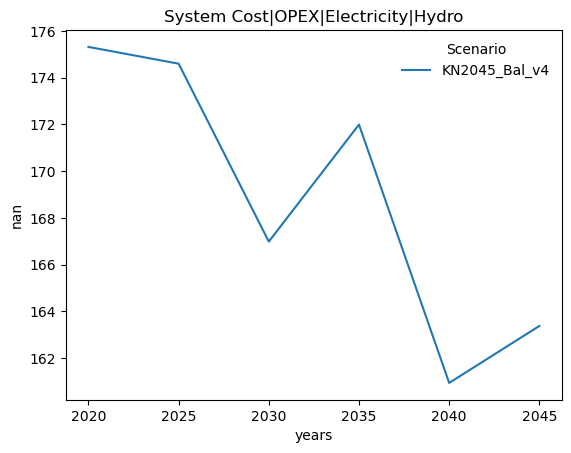 System Cost|OPEX|Electricity|Hydro
Scenario
KN2045_Bal_v4
176
174
172
170
168
166
164
162
nan
2020 2025 2030 2035 2040 2045
years